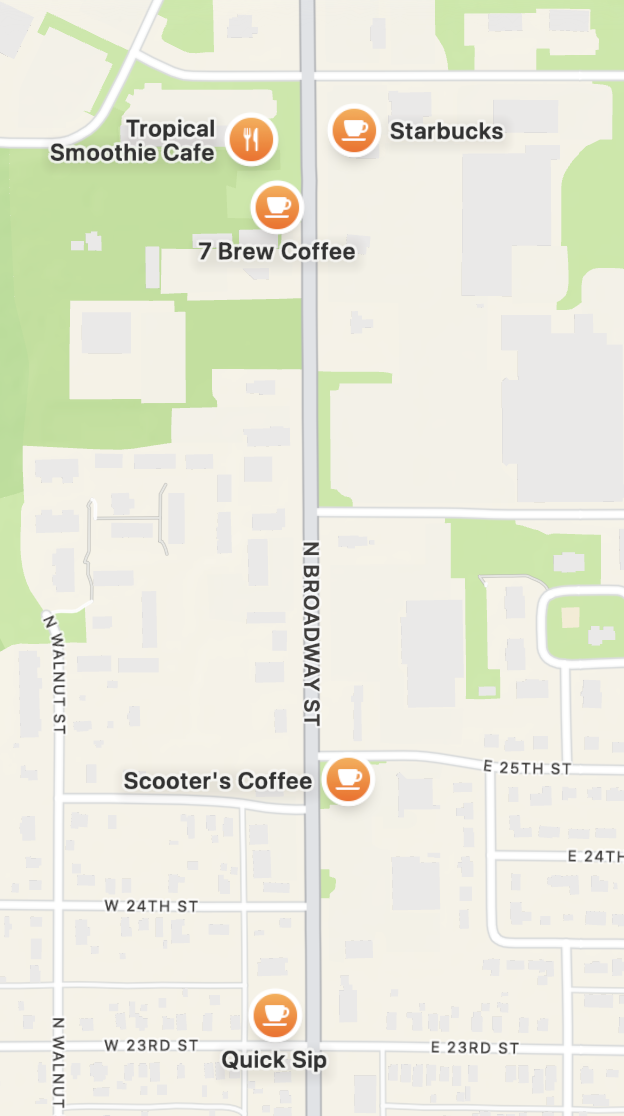 Tropical
Smoothie Cafe
Starbucks
7 Brew Coffee
N BROADWAY ST
N WALNUT ST
Scooter's Coffee
E 25TH ST
E 24TH
W 24TH ST
N WALNUT
W 23RD ST
E 23RD ST
Quick Sip